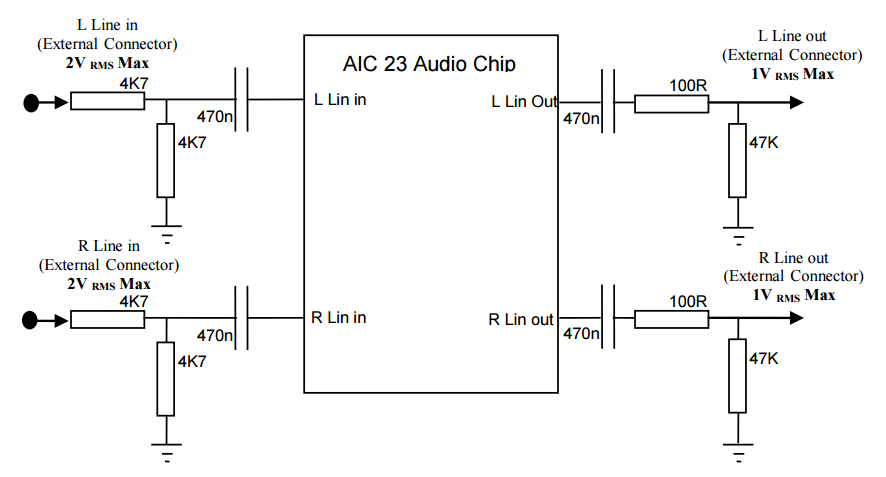 L Line in
(External Connector)
2V RMS Max
4K7
470n
4K7
R Line in
(External Connector)
2V RMS Max
4K7
470n
4K7
AIC 23 Audio Chip
L Lin in
L Lin Out
R Lin in
R Lin out
L Line out
(External Connector)
1V RMS Max
100R
470n
47K
R Line out
(External Connector)
1V RMS Max
100R
470n
47K